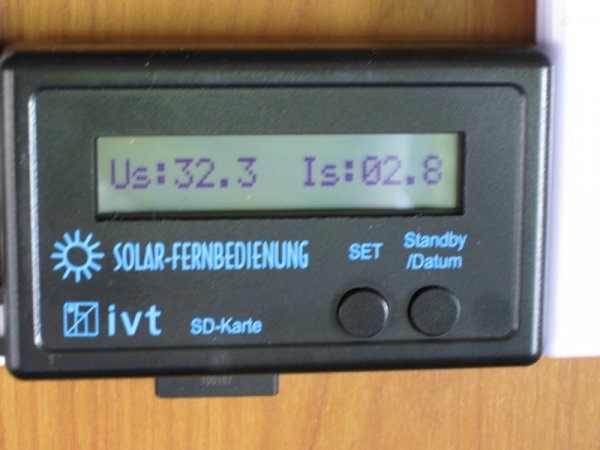 Us:32.3 Is:02.8
SOLAR-FERNBEDIENUNG
SET
Standby
/Datum
ivt
SD-Karte